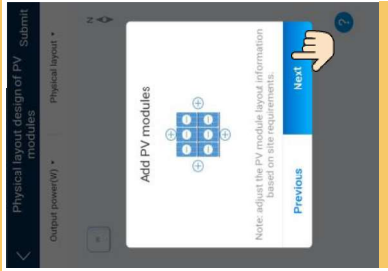 Physical layout design of PV
modules
Submit
Output power(W) *
Physical layout *
N
Add PV modules
Note: adjust the PV module layout information
based on site requirements.
Previous
Next
?